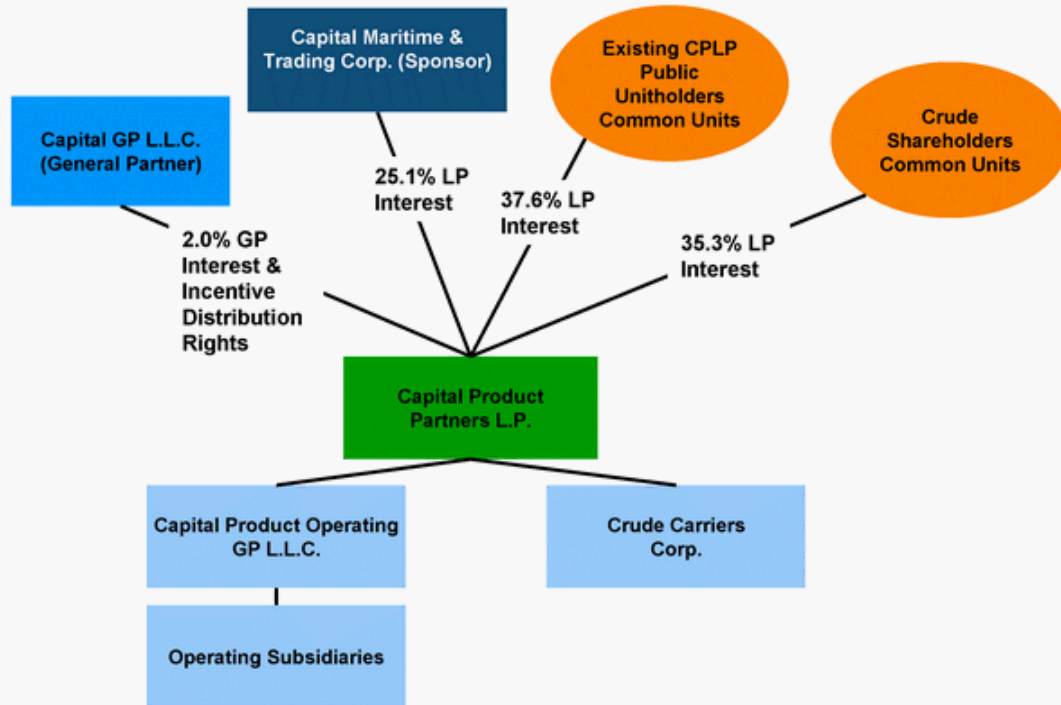 Capital Maritime &
Trading Corp. (Sponsor)
Existing CPLP
Public
Unitholders
Common Units
Capital GP L.L.C.
(General Partner)
Crude
Shareholders
Common Units
25.1% LP
Interest
37.6% LP
Interest
35.3% LP
Interest
2.0% GP
Interest &
Incentive
Distribution
Rights
Capital Product
Partners L.P.
Capital Product Operating
GP L.L.C.
Crude Carriers
Corp.
Operating Subsidiaries